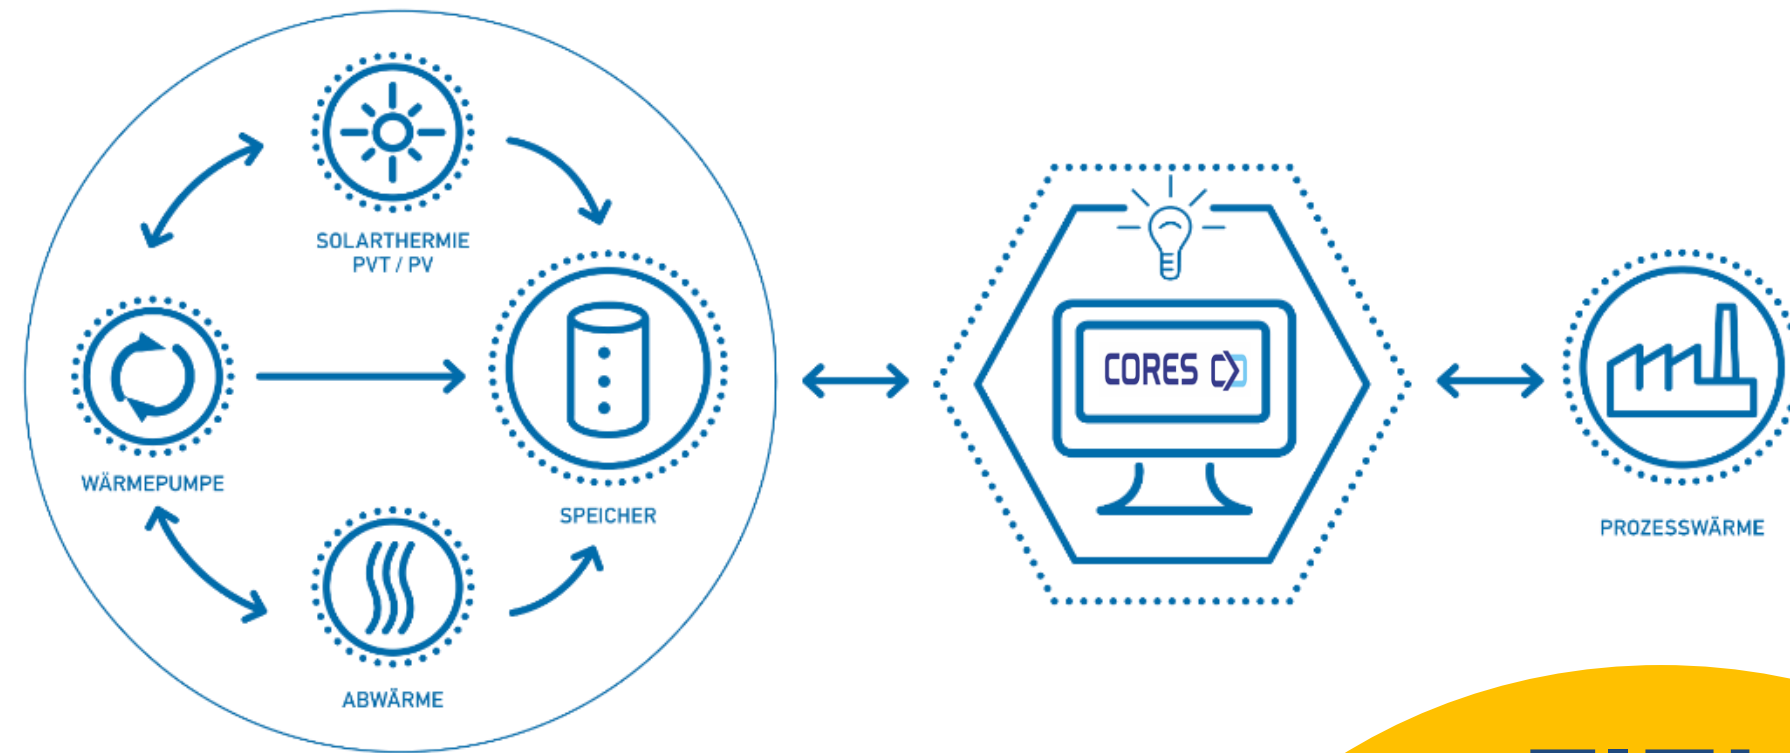 SOLARTHERMIE
PVT / PV
WÄRMEPUMPE
SPEICHER
ABWÄRME
CORES
PROZESSWÄRME